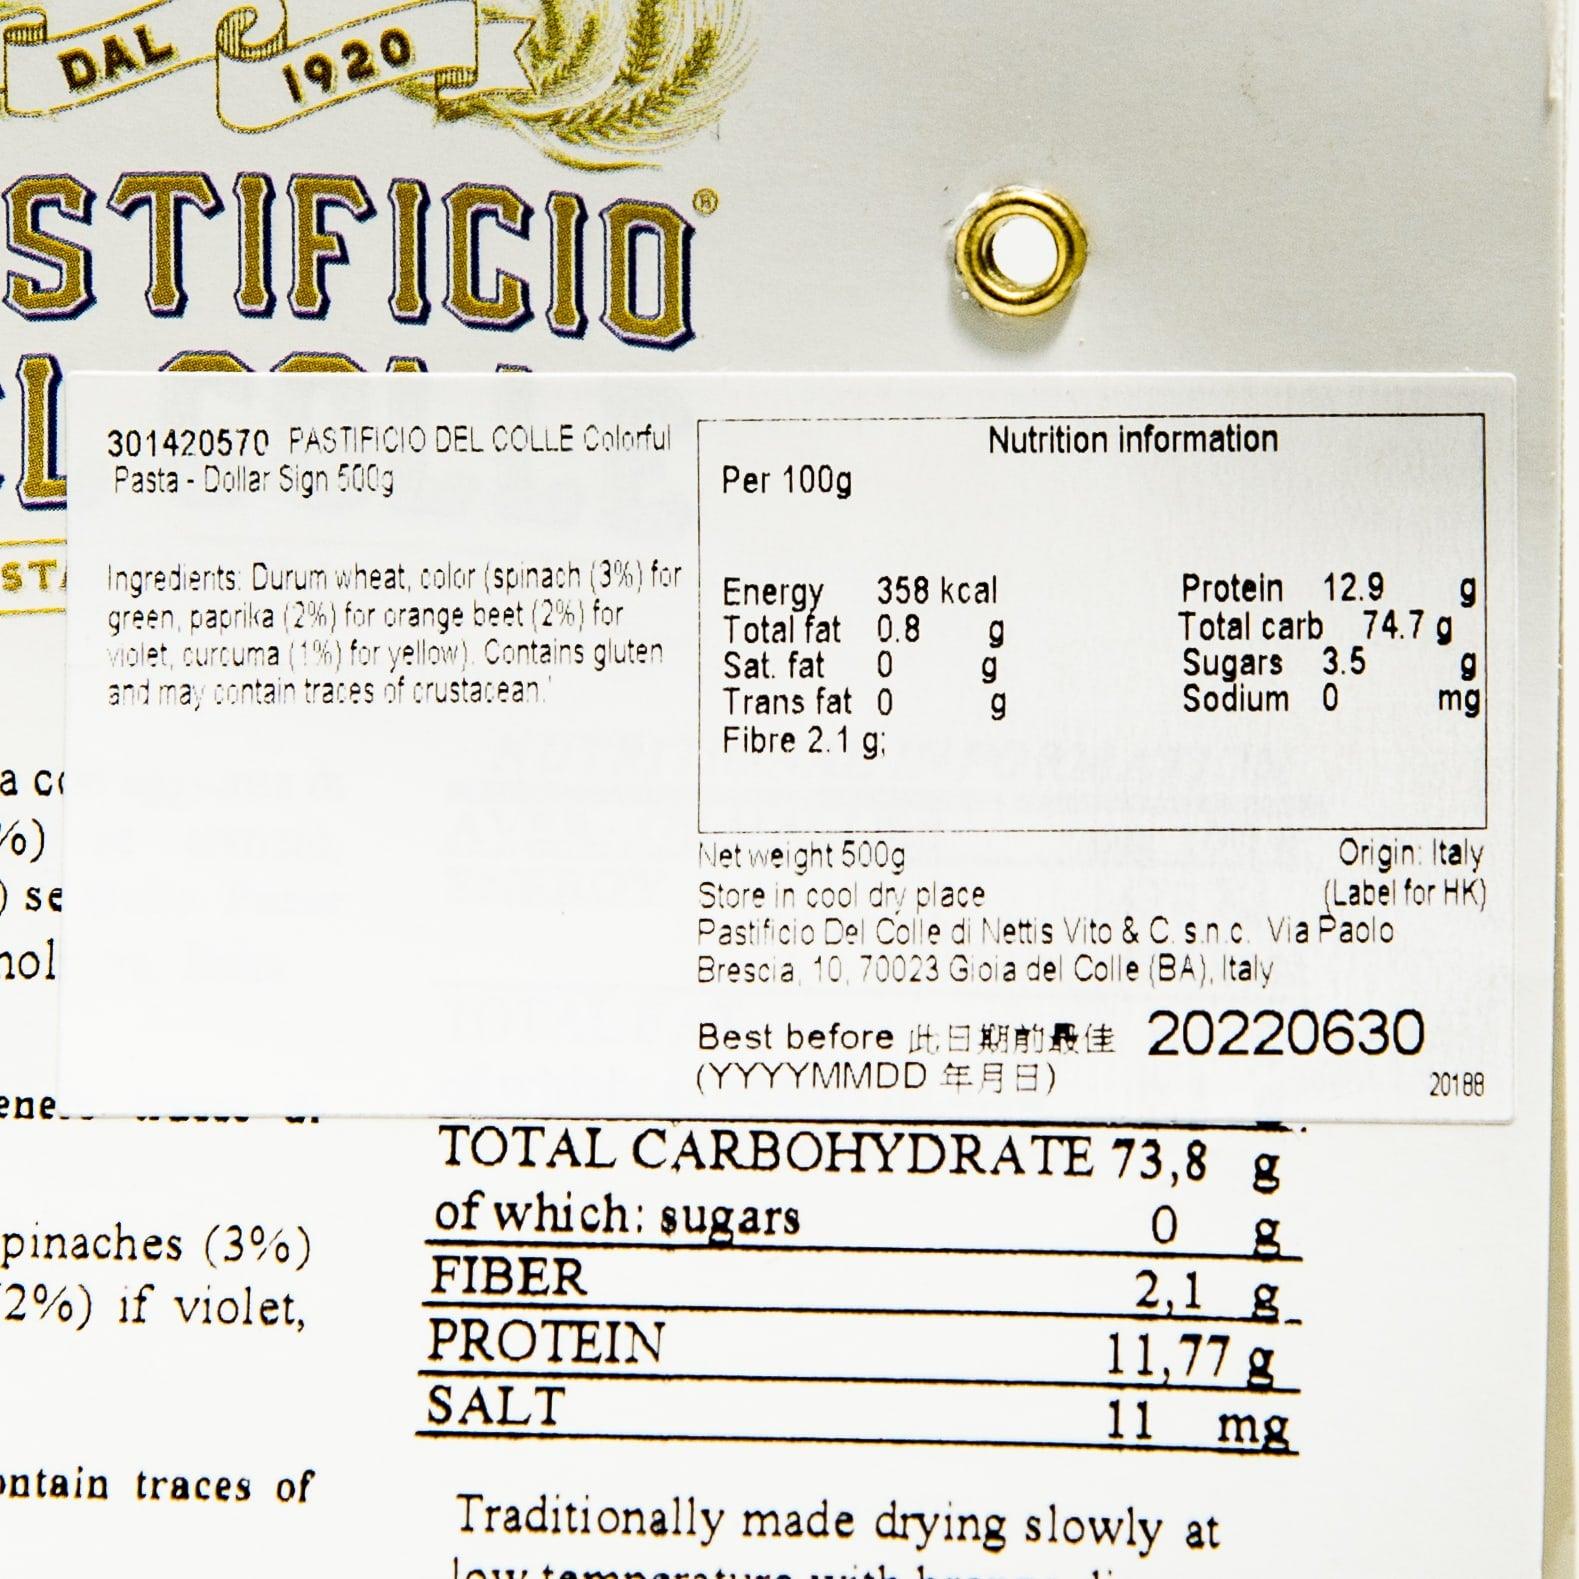 DAL 1920
STIFICIO®
301420570 PASTIFICIO DEL COLLE Colorful
Pasta - Dollar Sign 500g
Ingredients: Durum wheat, color (spinach (3%) for
green, paprika (2%) for orange beet (2%) for
violet, curcuma (1%) for yellow). Contains gluten
and may contain traces of crustacean.'
Nutrition information
Per 100g
Energy 358 kcal Protein 12.9 g
Total fat 0.8 g Total carb 74.7 g
Sat. fat 0 g Sugars 3.5 g
Trans fat 0 g Sodium 0 mg
Fibre 2.1 g;
Net weight 500g Origin: Italy
Store in cool dry place (Label for HK)
Pastificio Del Colle di Nettis Vito & C. s.n.c. Via Paolo
Brescia, 10, 70023 Gioia del Colle (BA), Italy
Best before 此日期前最佳 20220630
(YYYYMMDD 年月日) 20188
TOTAL CARBOHYDRATE 73,8 g
of which: sugars 0 g
FIBER 2,1 g
PROTEIN 11,77 g
SALT 11 mg
pinaches (3%)
2%) if violet,
ontain traces of
Traditionally made drying slowly at
low temperature with